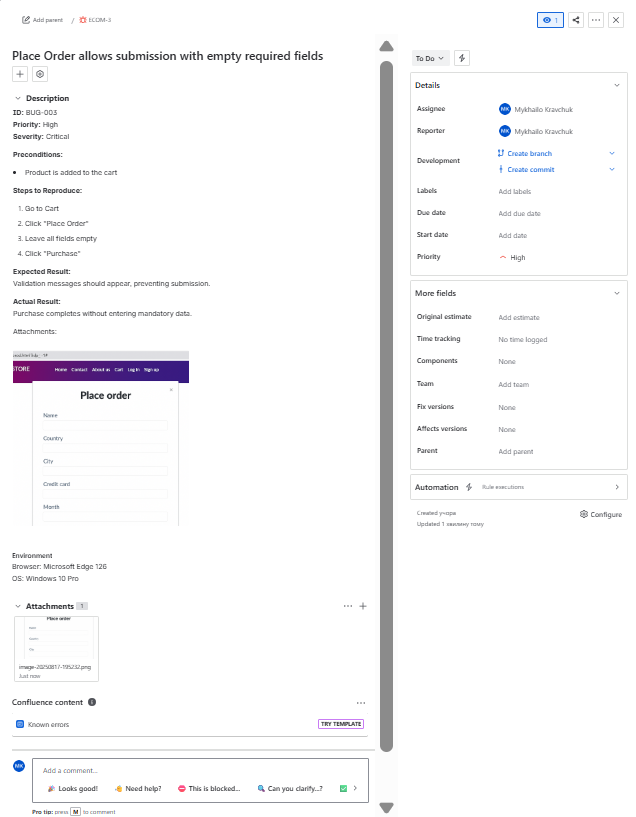 Add parent / ECOM-3
1
Place Order allows submission with empty required fields
Description
ID: BUG-003
Priority: High
Severity: Critical
Preconditions:
• Product is added to the cart
Steps to Reproduce:
1. Go to Cart
2. Click "Place Order"
3. Leave all fields empty
4. Click "Purchase"
Expected Result:
Validation messages should appear, preventing submission.
Actual Result:
Purchase completes without entering mandatory data.
Attachments:
STORE Home Contact About us Cart Log in Sign up
Place order
Name
Country
City
Credit card
Month
Environment
Browser: Microsoft Edge 126
OS: Windows 10 Pro
Attachments 1
Place order
image-20250817-195232.png
Just now
Confluence content
Known errors TRY TEMPLATE
MK Add a comment...
Looks good! Need help? This is blocked... Can you clarify...?
Pro tip: press M to comment
To Do
Details
Assignee MK Mykhailo Kravchuk
Reporter MK Mykhailo Kravchuk
Development Create branch
Create commit
Labels Add labels
Due date Add due date
Start date Add date
Priority High
More fields
Original estimate Add estimate
Time tracking No time logged
Components None
Team Add team
Fix versions None
Affects versions None
Parent Add parent
Automation Rule executions
Created учора
Updated 1 хвилину тому
Configure